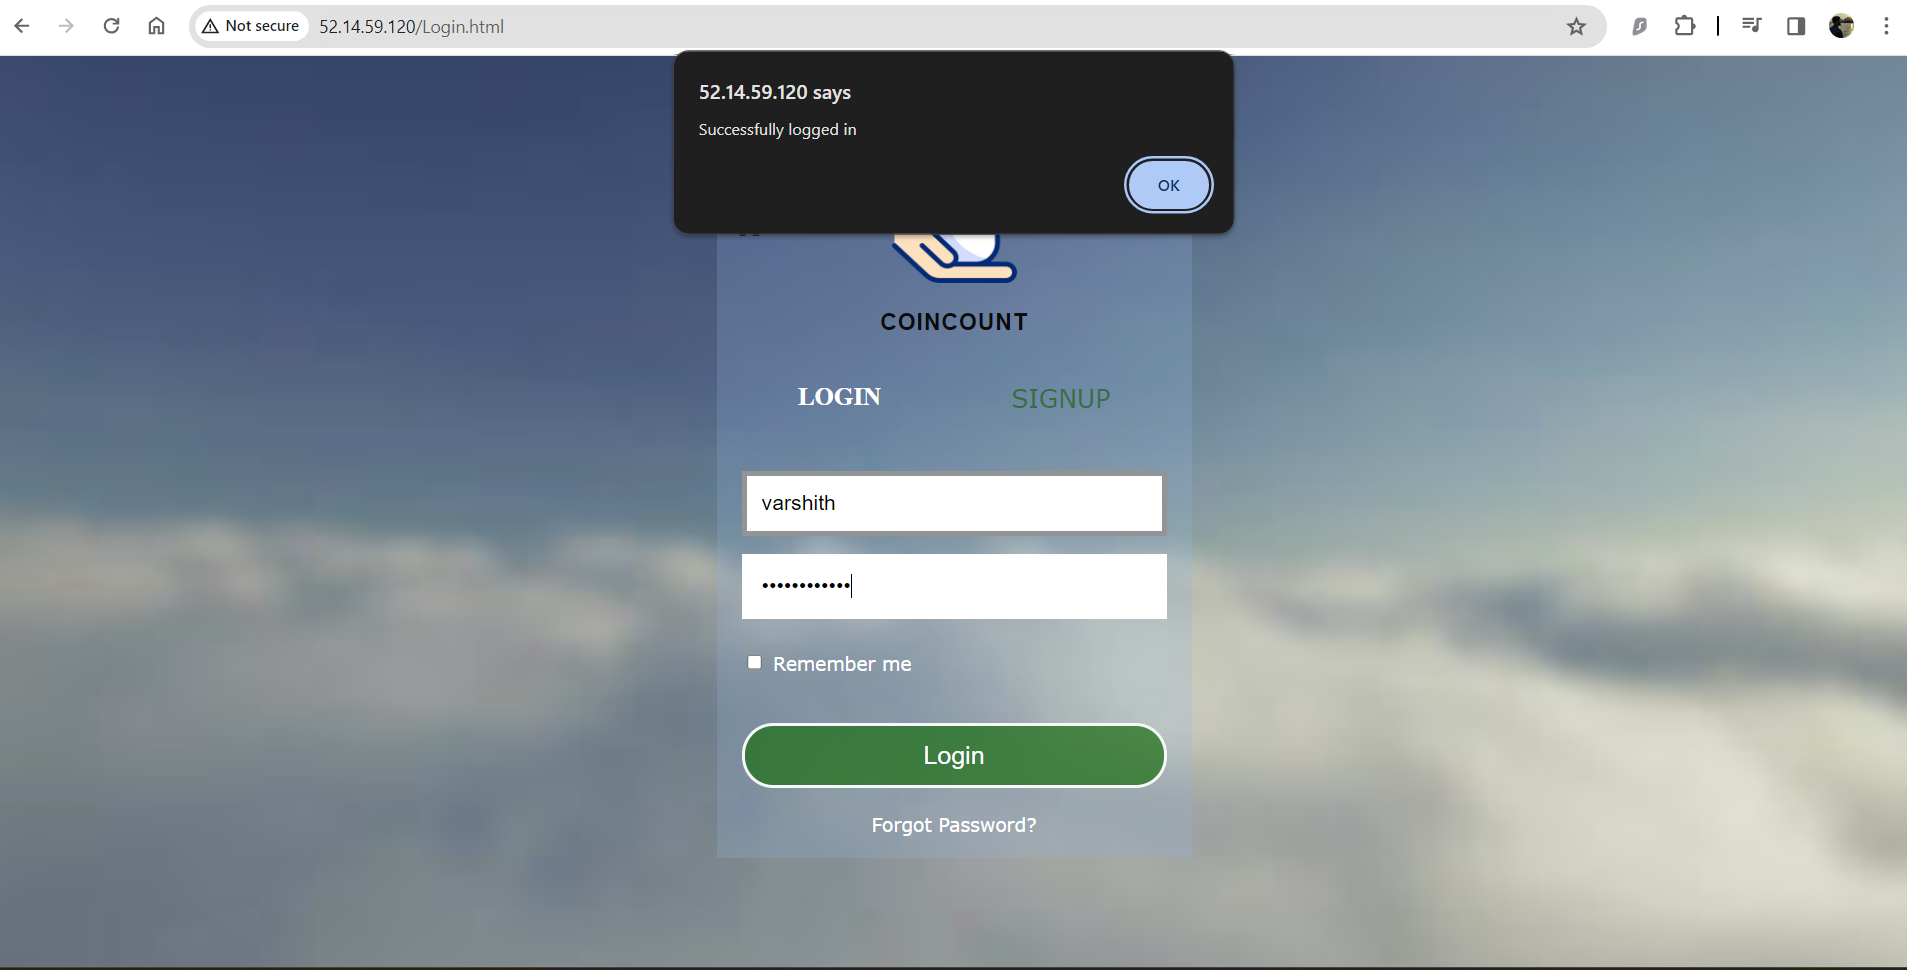 Not secure
52.14.59.120/Login.html
52.14.59.120 says
Successfully logged in
OK
COINCOUNT
LOGIN
SIGNUP
varshith
••••••••••••
Remember me
Login
Forgot Password?